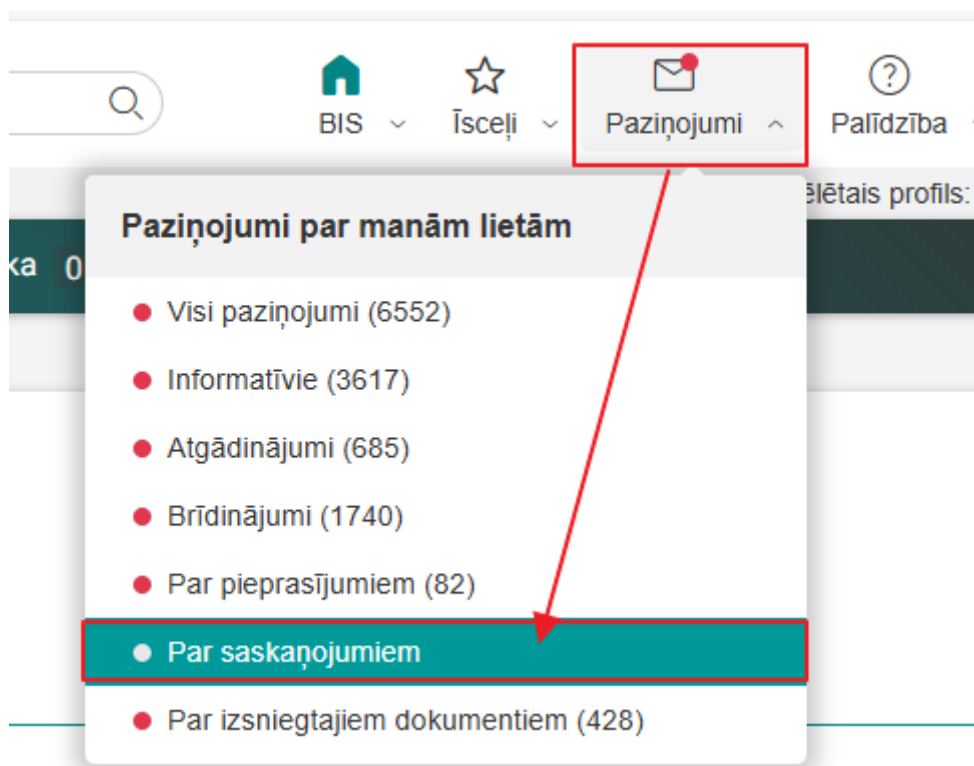 BIS
Īsceļi
Paziņojumi
Palīdzība
ēlētais profils:
Paziņojumi par manām lietām
ka 0
Visi paziņojumi (6552)
Informatīvie (3617)
Atgādinājumi (685)
Brīdinājumi (1740)
Par pieprasījumiem (82)
Par saskaņojumiem
Par izsniegtajiem dokumentiem (428)